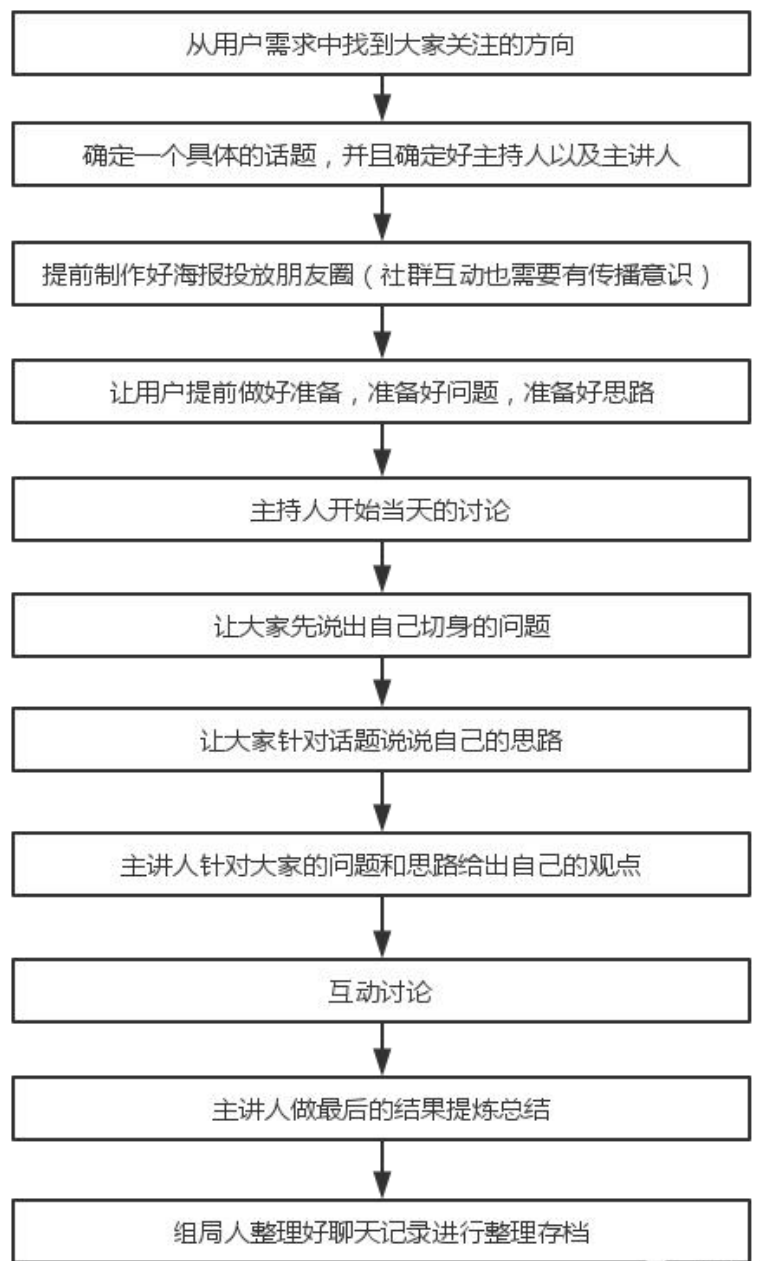 从用户需求中找到大家关注的方向
确定一个具体的话题，并且确定好主持人以及主讲人
提前制作好海报投放朋友圈（社群互动也需要有传播意识）
让用户提前做好准备，准备好问题，准备好思路
主持人开始当天的讨论
让大家先说出自己切身的问题
让大家针对话题说说自己的思路
主讲人针对大家的问题和思路给出自己的观点
互动讨论
主讲人做最后的结果提炼总结
组局人整理好聊天记录进行整理存档